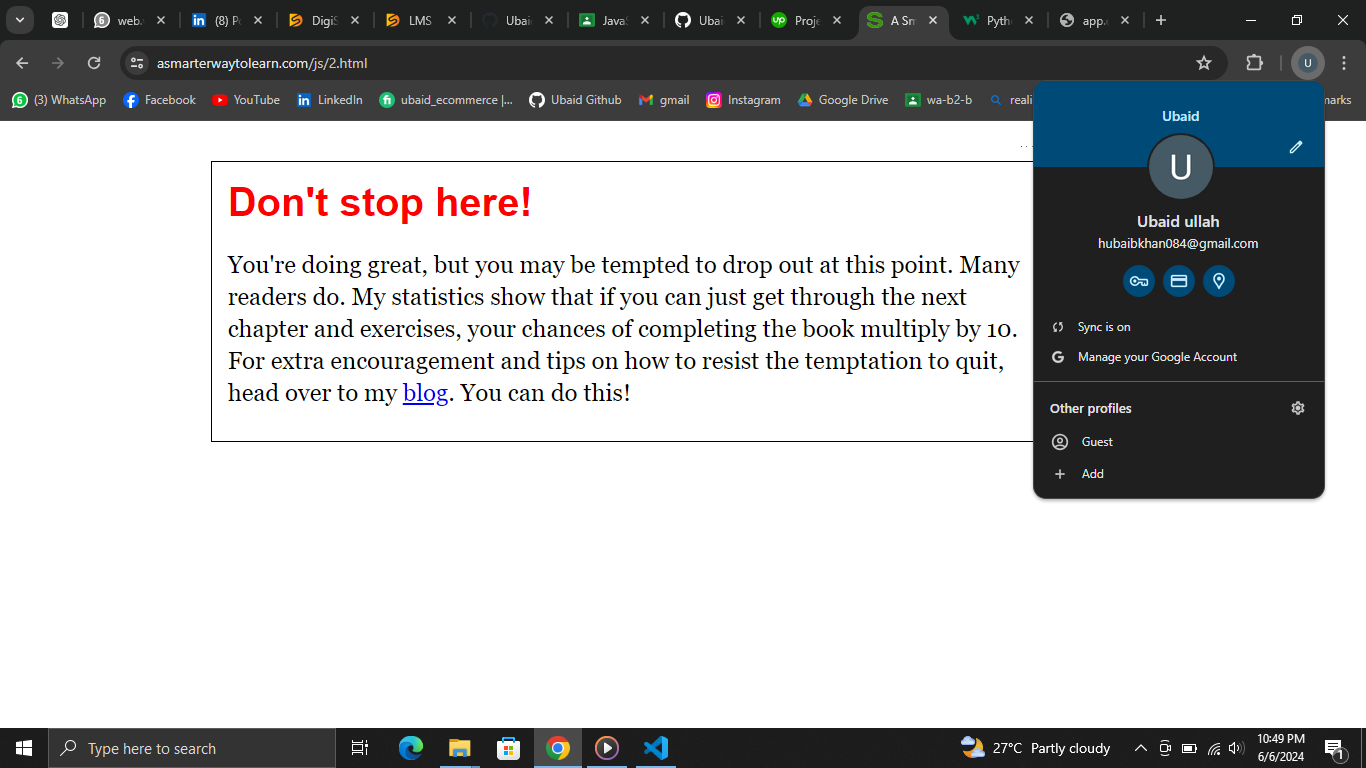 web.
(8) Po
DigiS
LMS
Ubaid
JavaS
Ubai
Proje
A Sm
Pyth
app.
asmarterwaytolearn.com/js/2.html
U
(3) WhatsApp
Facebook
YouTube
LinkedIn
ubaid_ecommerce |...
Ubaid Github
gmail
Instagram
Google Drive
wa-b2-b
reali
marks
Don't stop here!
You're doing great, but you may be tempted to drop out at this point. Many
readers do. My statistics show that if you can just get through the next
chapter and exercises, your chances of completing the book multiply by 10.
For extra encouragement and tips on how to resist the temptation to quit,
head over to my blog. You can do this!
Ubaid
U
Ubaid ullah
hubaibkhan084@gmail.com
Sync is on
Manage your Google Account
Other profiles
Guest
Add
Type here to search
27°C Partly cloudy
10:49 PM
6/6/2024
1